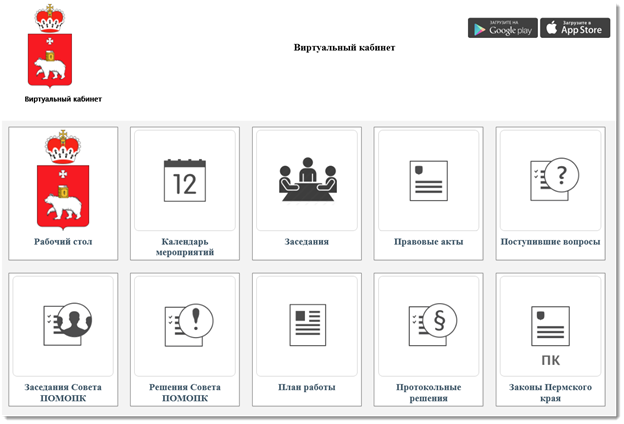 Виртуальный кабинет
ЗАГРУЗИТЕ НА
Google play
Загрузите в
App Store
Виртуальный кабинет
Рабочий стол
12
Календарь
мероприятий
Заседания
Правовые акты
?
Поступившие вопросы
Заседания Совета
ПОМОПК
!
Решения Совета
ПОМОПК
План работы
§
Протокольные
решения
ПК
Законы Пермского
края